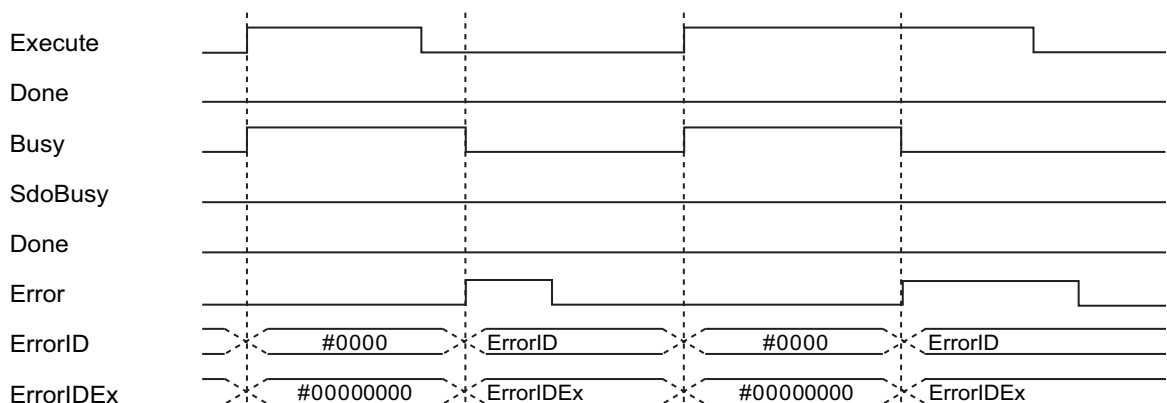 Execute
Done
Busy
SdoBusy
Done
Error
ErrorID #0000 ErrorID #0000 ErrorID
ErrorIDEx #00000000 ErrorIDEx #00000000 ErrorIDEx